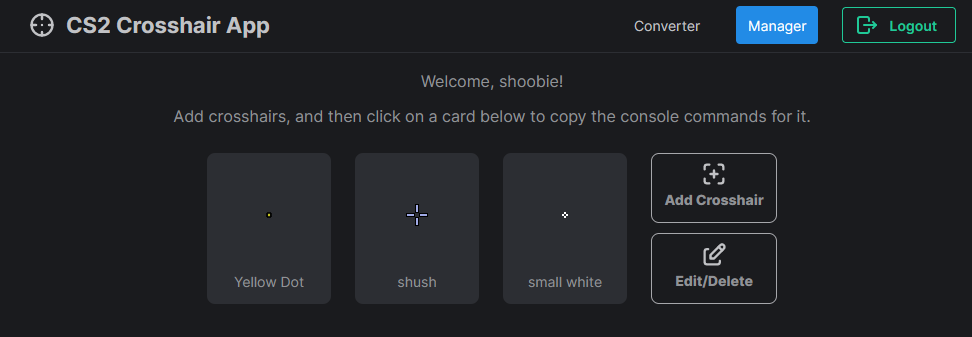 CS2 Crosshair App
Converter
Manager
Logout
Welcome, shoobie!
Add crosshairs, and then click on a card below to copy the console commands for it.
Yellow Dot
shush
small white
Add Crosshair
Edit/Delete